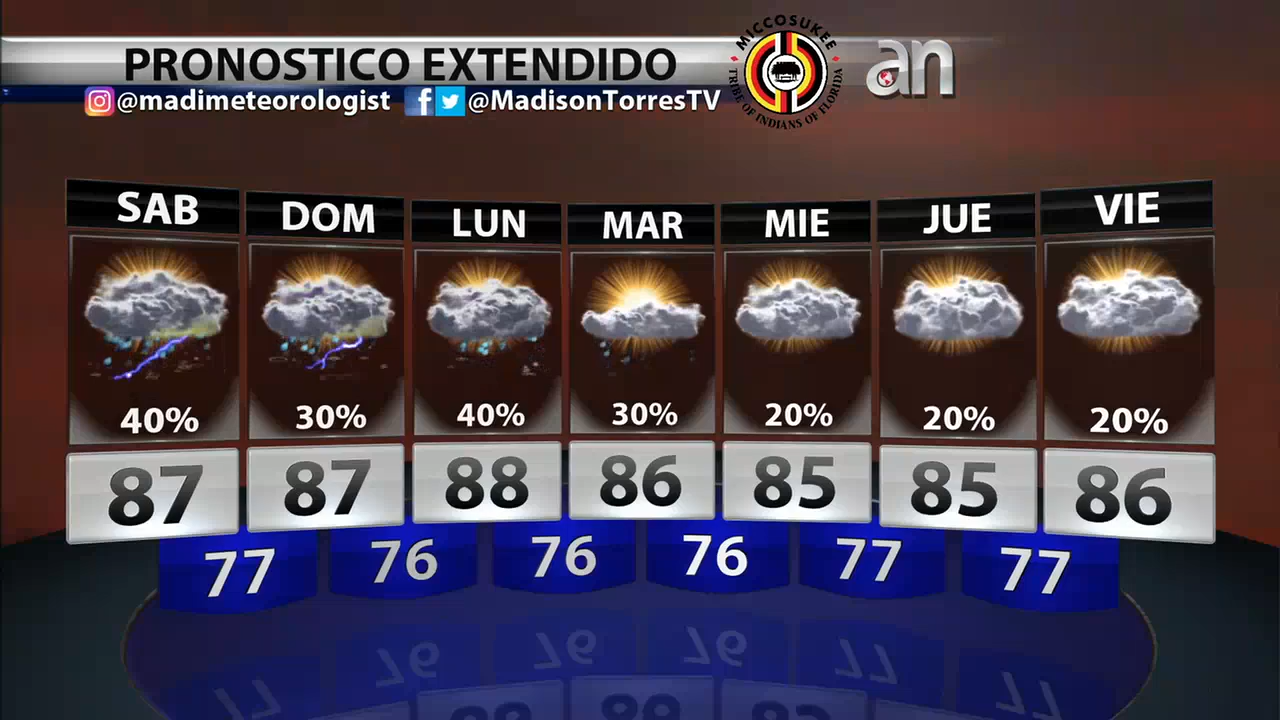 PRONOSTICO EXTENDIDO
@madimeteorologist @MadisonTorresTV
MICCOSUKEE
TRIBE OF INDIANS OF FLORIDA
an
SAB DOM LUN MAR MIE JUE VIE
40% 30% 40% 30% 20% 20% 20%
87 87 88 86 85 85 86
77 76 76 76 77 77